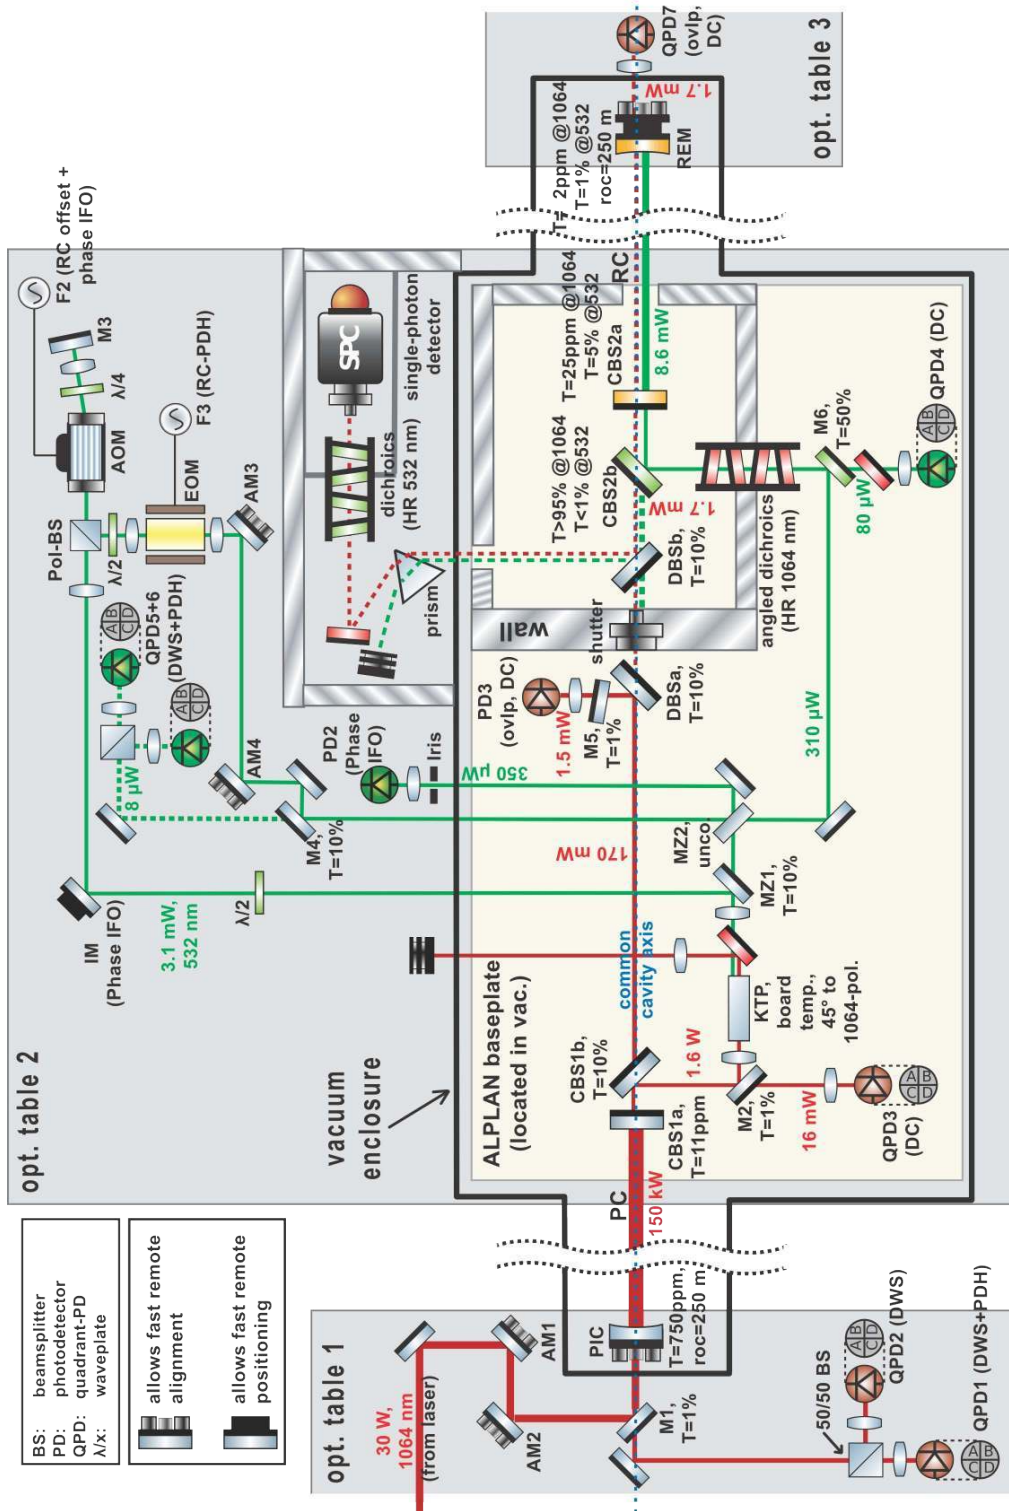 BS: beamsplitter
PD: photodetector
QPD: quadrant-PD
λ/x: waveplate
allows fast remote
alignment
allows fast remote
positioning
opt. table 1
30 W,
1064 nm
(from laser)
AM1
AM2
PIC
T=750ppm,
roc=250 m
M1,
T=1%
50/50 BS
A B
C D
QPD2 (DWS)
A B
C D
QPD1 (DWS+PDH)
opt. table 2
IM
(Phase IFO)
3.1 mW,
532 nm
λ/2
vacuum
enclosure
Pol-BS
AOM
λ/4
M3
F2 (RC offset +
phase IFO)
λ/2
EOM
F3 (RC-PDH)
AM3
QPD5+6
(DWS+PDH)
A B
C D
A B
C D
8 µW
AM4
M4,
T=10%
PD2
(Phase
IFO)
Iris
350 µW
SPC
single-photon
detector
dichroics
(HR 532 nm)
prism
ALPLAN baseplate
(located in vac.)
PC
150 kW
CBS1a,
T=11ppm
CBS1b,
T=10%
common
cavity axis
170 mW
1.6 W
M2,
T=1%
16 mW
A B
C D
QPD3
(DC)
KTP,
board
temp.,
45° to
1064-pol.
MZ1,
T=10%
MZ2,
unco.
PD3
(ovlp, DC)
1.5 mW
M5,
T=1%
DBSa,
T=10%
shutter
wall
DBSb,
T=10%
1.7 mW
T>95% @1064
T<1% @532
CBS2b
T=25ppm @1064
T=5% @532
CBS2a
RC
8.6 mW
angled dichroics
(HR 1064 nm)
310 µW
M6,
T=50%
80 µW
A B
C D
QPD4 (DC)
opt. table 3
T= 2ppm @1064
T=1% @532
roc=250 m
REM
1.7 mW
QPD7
(ovlp,
DC)